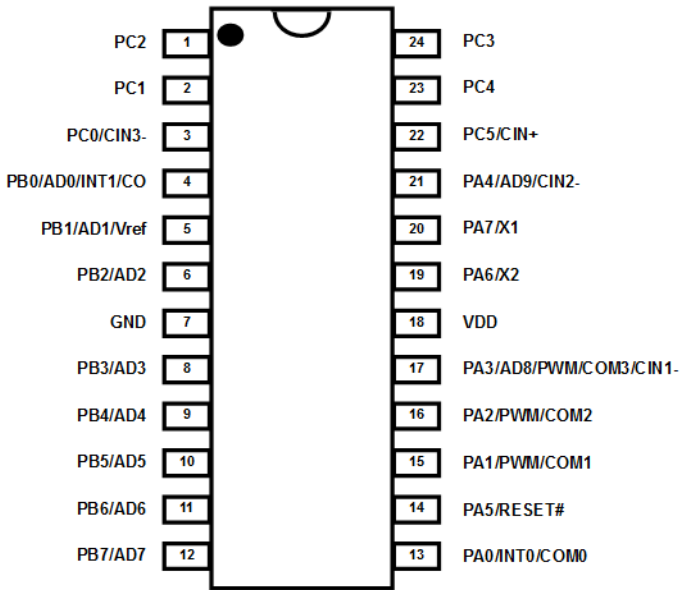 PC2 1 24 PC3
PC1 2 23 PC4
PC0/CIN3- 3 22 PC5/CIN+
PB0/AD0/INT1/CO 4 21 PA4/AD9/CIN2-
PB1/AD1/Vref 5 20 PA7/X1
PB2/AD2 6 19 PA6/X2
GND 7 18 VDD
PB3/AD3 8 17 PA3/AD8/PWM/COM3/CIN1-
PB4/AD4 9 16 PA2/PWM/COM2
PB5/AD5 10 15 PA1/PWM/COM1
PB6/AD6 11 14 PA5/RESET#
PB7/AD7 12 13 PA0/INT0/COM0